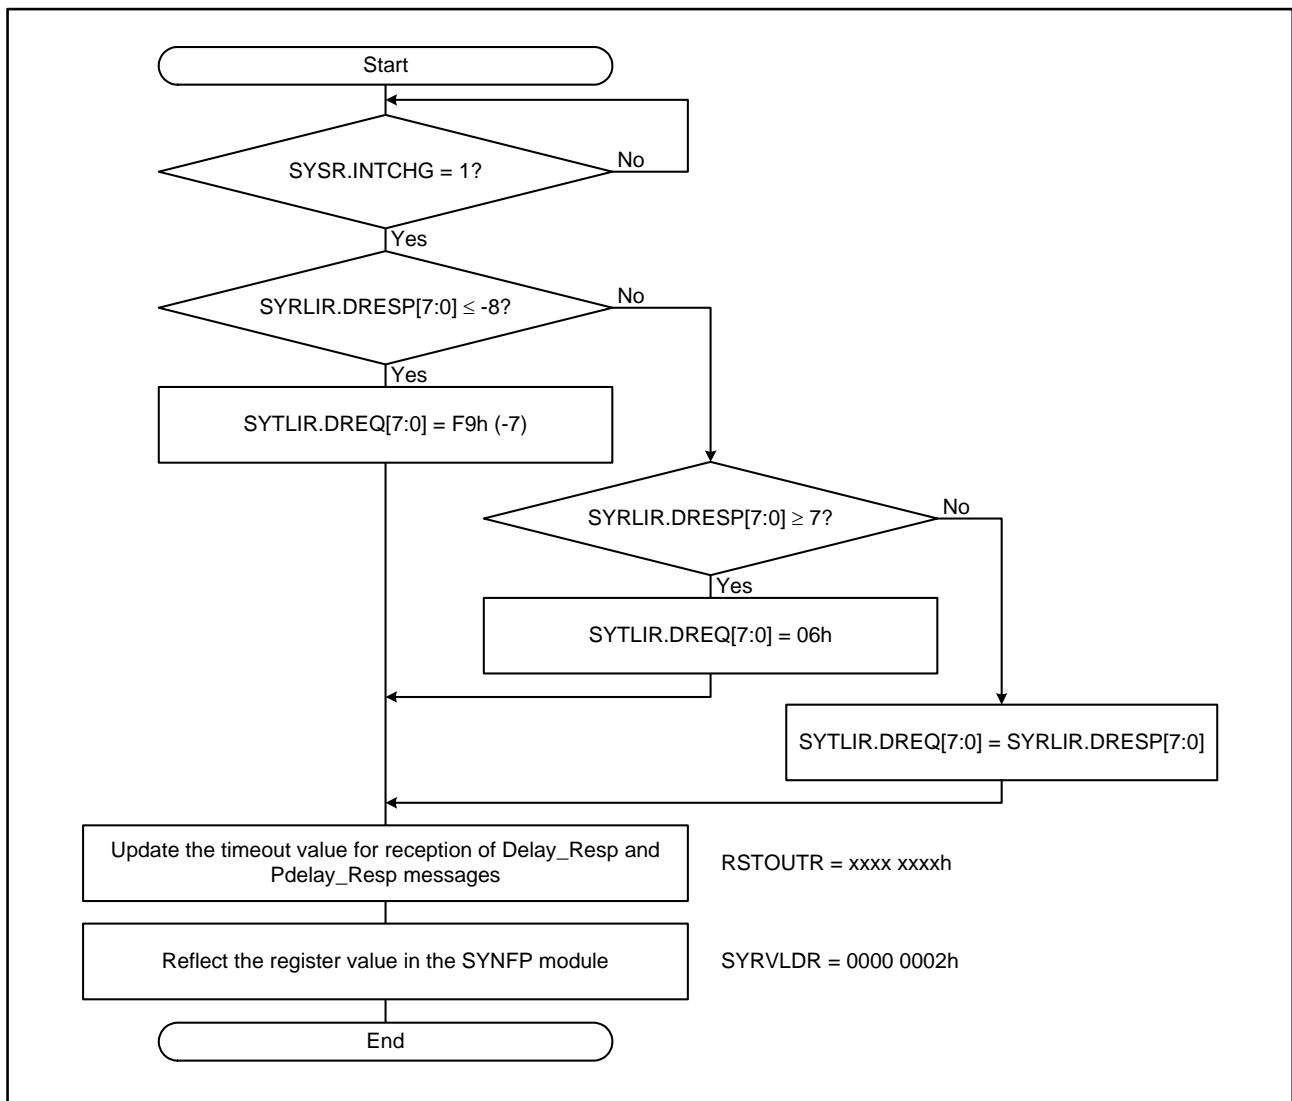 Start
SYSR.INTCHG = 1?
No
Yes
SYRLIR.DRESP[7:0] ≤ -8?
No
Yes
SYTLIR.DREQ[7:0] = F9h (-7)
SYRLIR.DRESP[7:0] ≥ 7?
No
Yes
SYTLIR.DREQ[7:0] = 06h
SYTLIR.DREQ[7:0] = SYRLIR.DRESP[7:0]
Update the timeout value for reception of Delay_Resp and
Pdelay_Resp messages
RSTOUTR = xxxx xxxxh
Reflect the register value in the SYNFP module
SYRVLDR = 0000 0002h
End